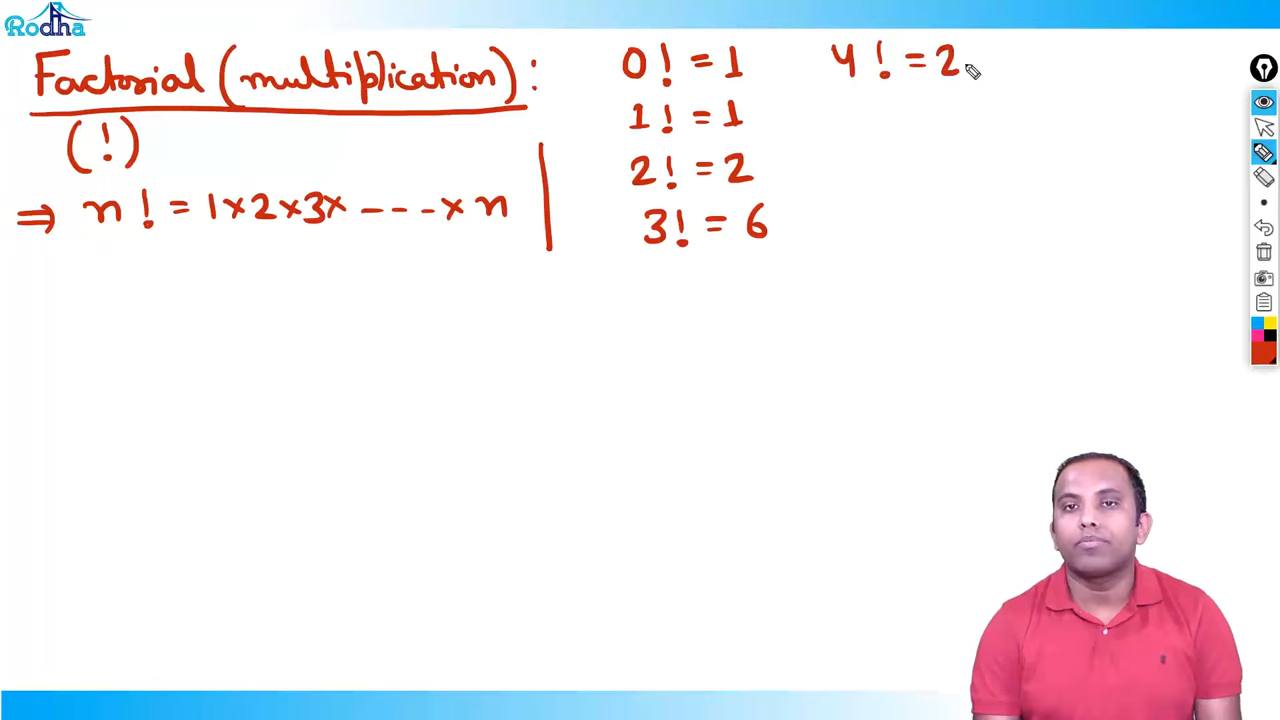 Rodha
Factorial (multiplication) :
(!)
⇒ n! = 1×2×3× ---- × n
0! = 1
1! = 1
2! = 2
3! = 6
4! = 2